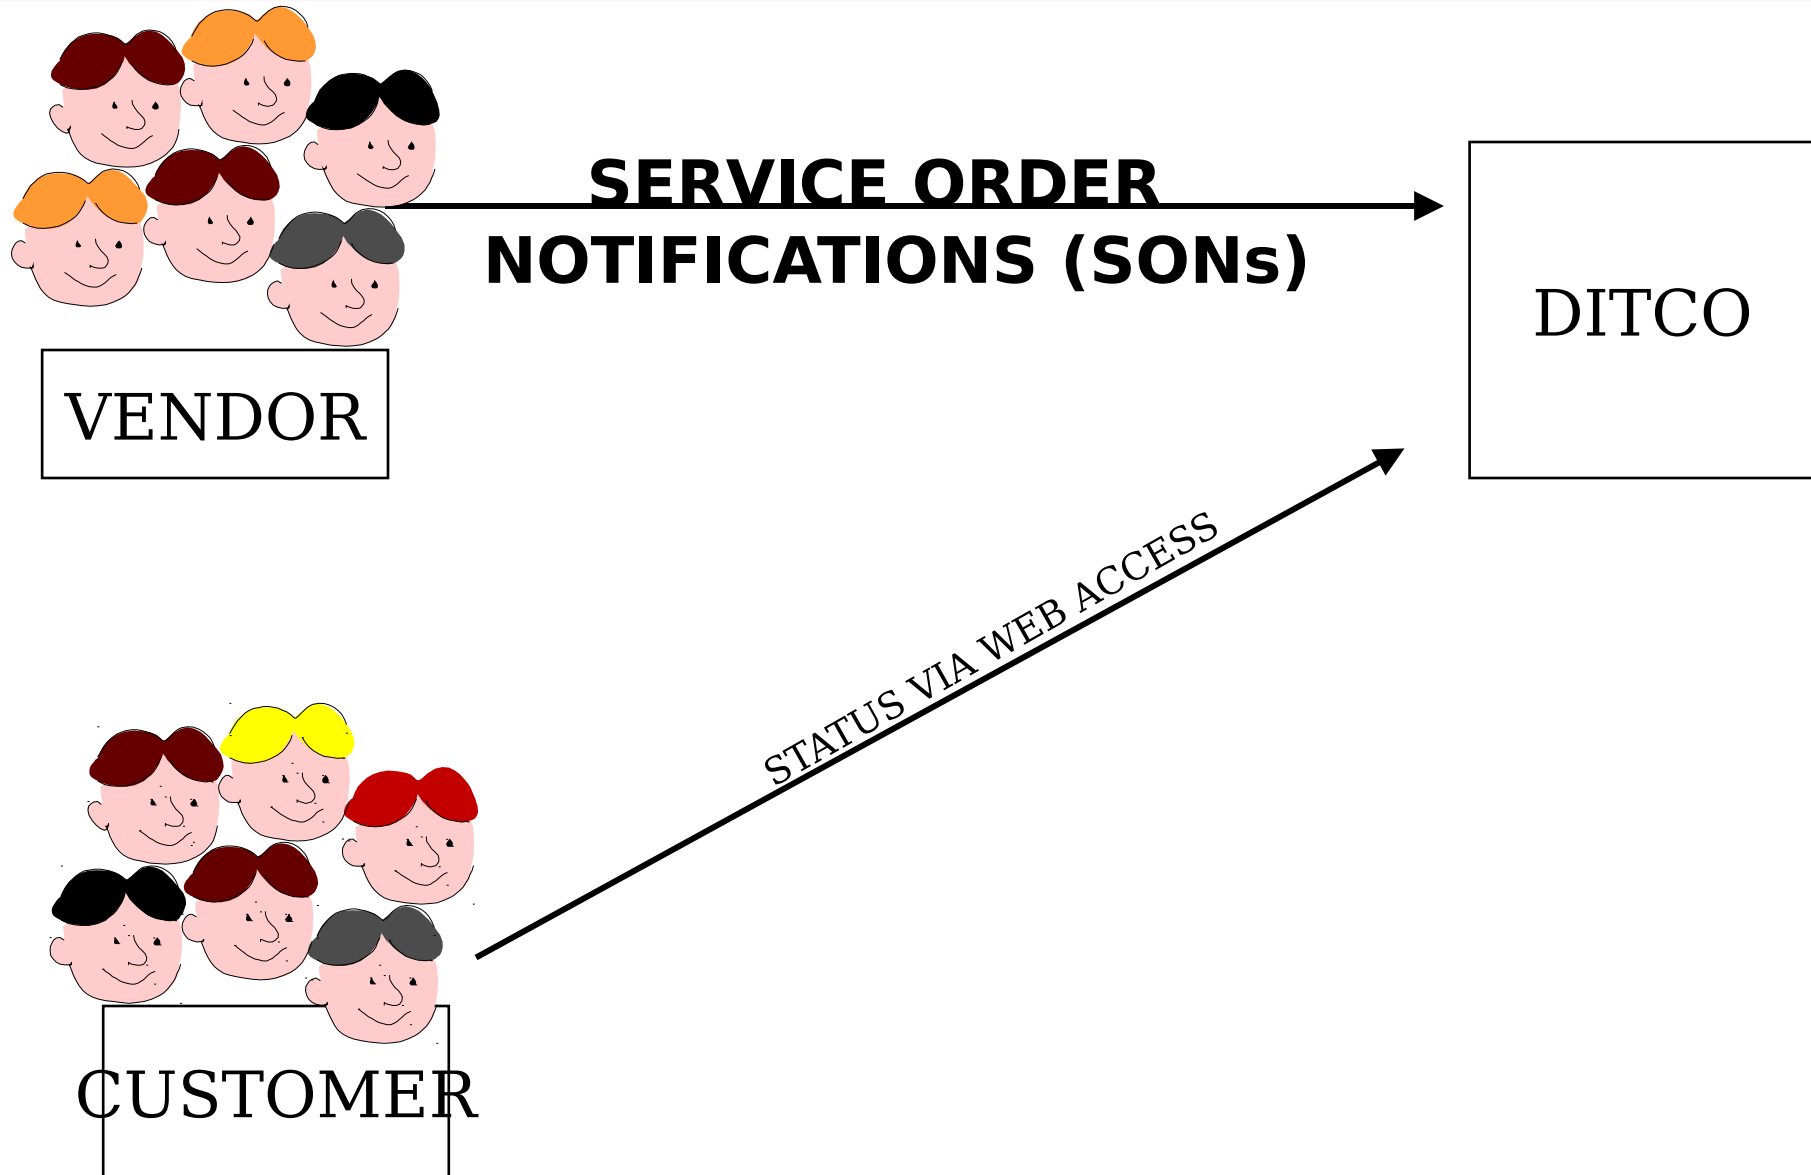 SERVICE ORDER
NOTIFICATIONS (SONs)
DITCO
VENDOR
STATUS VIA WEB ACCESS
CUSTOMER